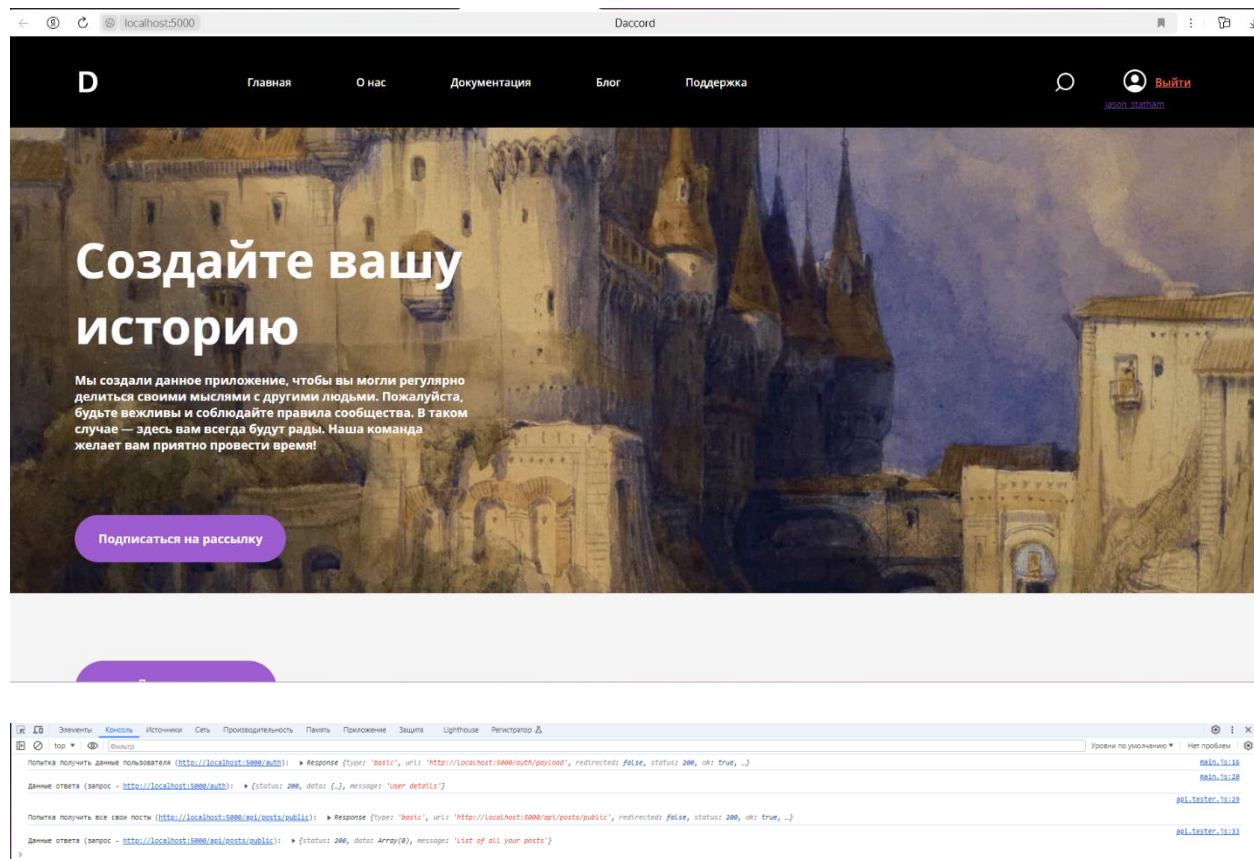 localhost:5000
Daccord
D
Главная О нас Документация Блог Поддержка
Выйти
jason_statham
Создайте вашу
историю
Мы создали данное приложение, чтобы вы могли регулярно
делиться своими мыслями с другими людьми. Пожалуйста,
будьте вежливы и соблюдайте правила сообщества. В таком
случае — здесь вам всегда будут рады. Наша команда
желает вам приятно провести время!
Подписаться на рассылку
Элементы Консоль Источники Сеть Производительность Память Приложение Защита Lighthouse Регистратор
top Фильтр Уровни по умолчанию Нет проблем
Попытка получить данные пользователя (http://localhost:5000/auth): Response {type: 'basic', url: 'http://localhost:5000/auth/payload', redirected: false, status: 200, ok: true, …} main.js:16
main.js:20
Данные ответа (запрос - http://localhost:5000/auth): {status: 200, data: {…}, message: 'User details'}
api.tester.js:29
Попытка получить все свои посты (http://localhost:5000/api/posts/public): Response {type: 'basic', url: 'http://localhost:5000/api/posts/public', redirected: false, status: 200, ok: true, …}
api.tester.js:33
Данные ответа (запрос - http://localhost:5000/api/posts/public): {status: 200, data: Array(0), message: 'List of all your posts'}